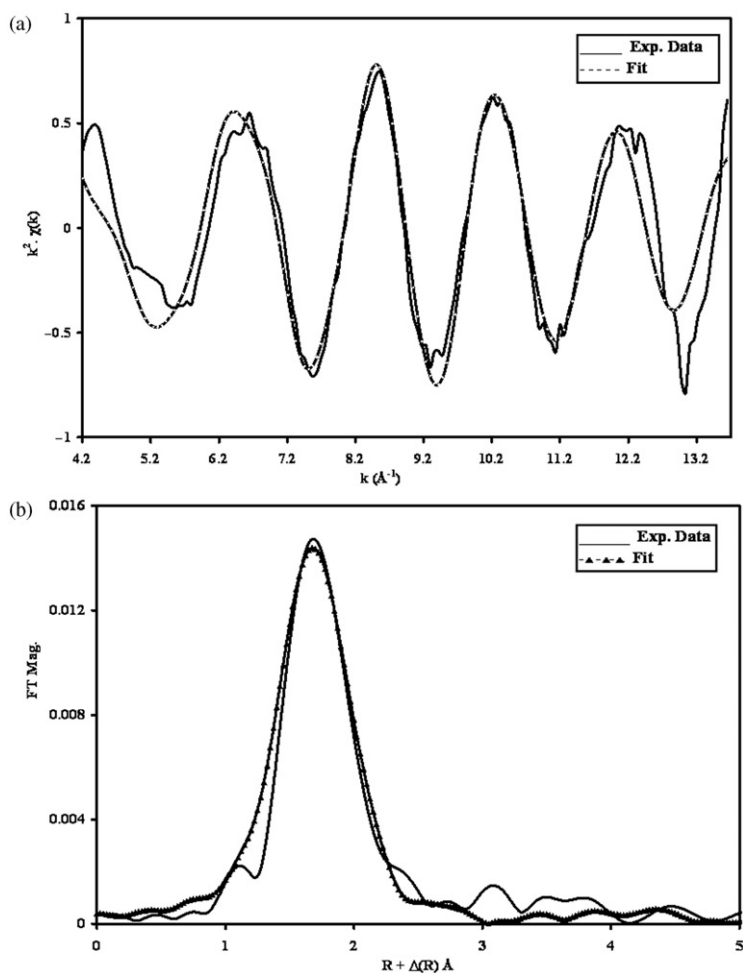 (a)
1
0.5
0
−0.5
−1
k². χ(k)
Exp. Data
Fit
4.2 5.2 6.2 7.2 8.2 9.2 10.2 11.2 12.2 13.2
k (Å⁻¹)
(b)
0.016
0.012
0.008
0.004
0
FT Mag.
Exp. Data
Fit
0 1 2 3 4 5
R + Δ(R) Å